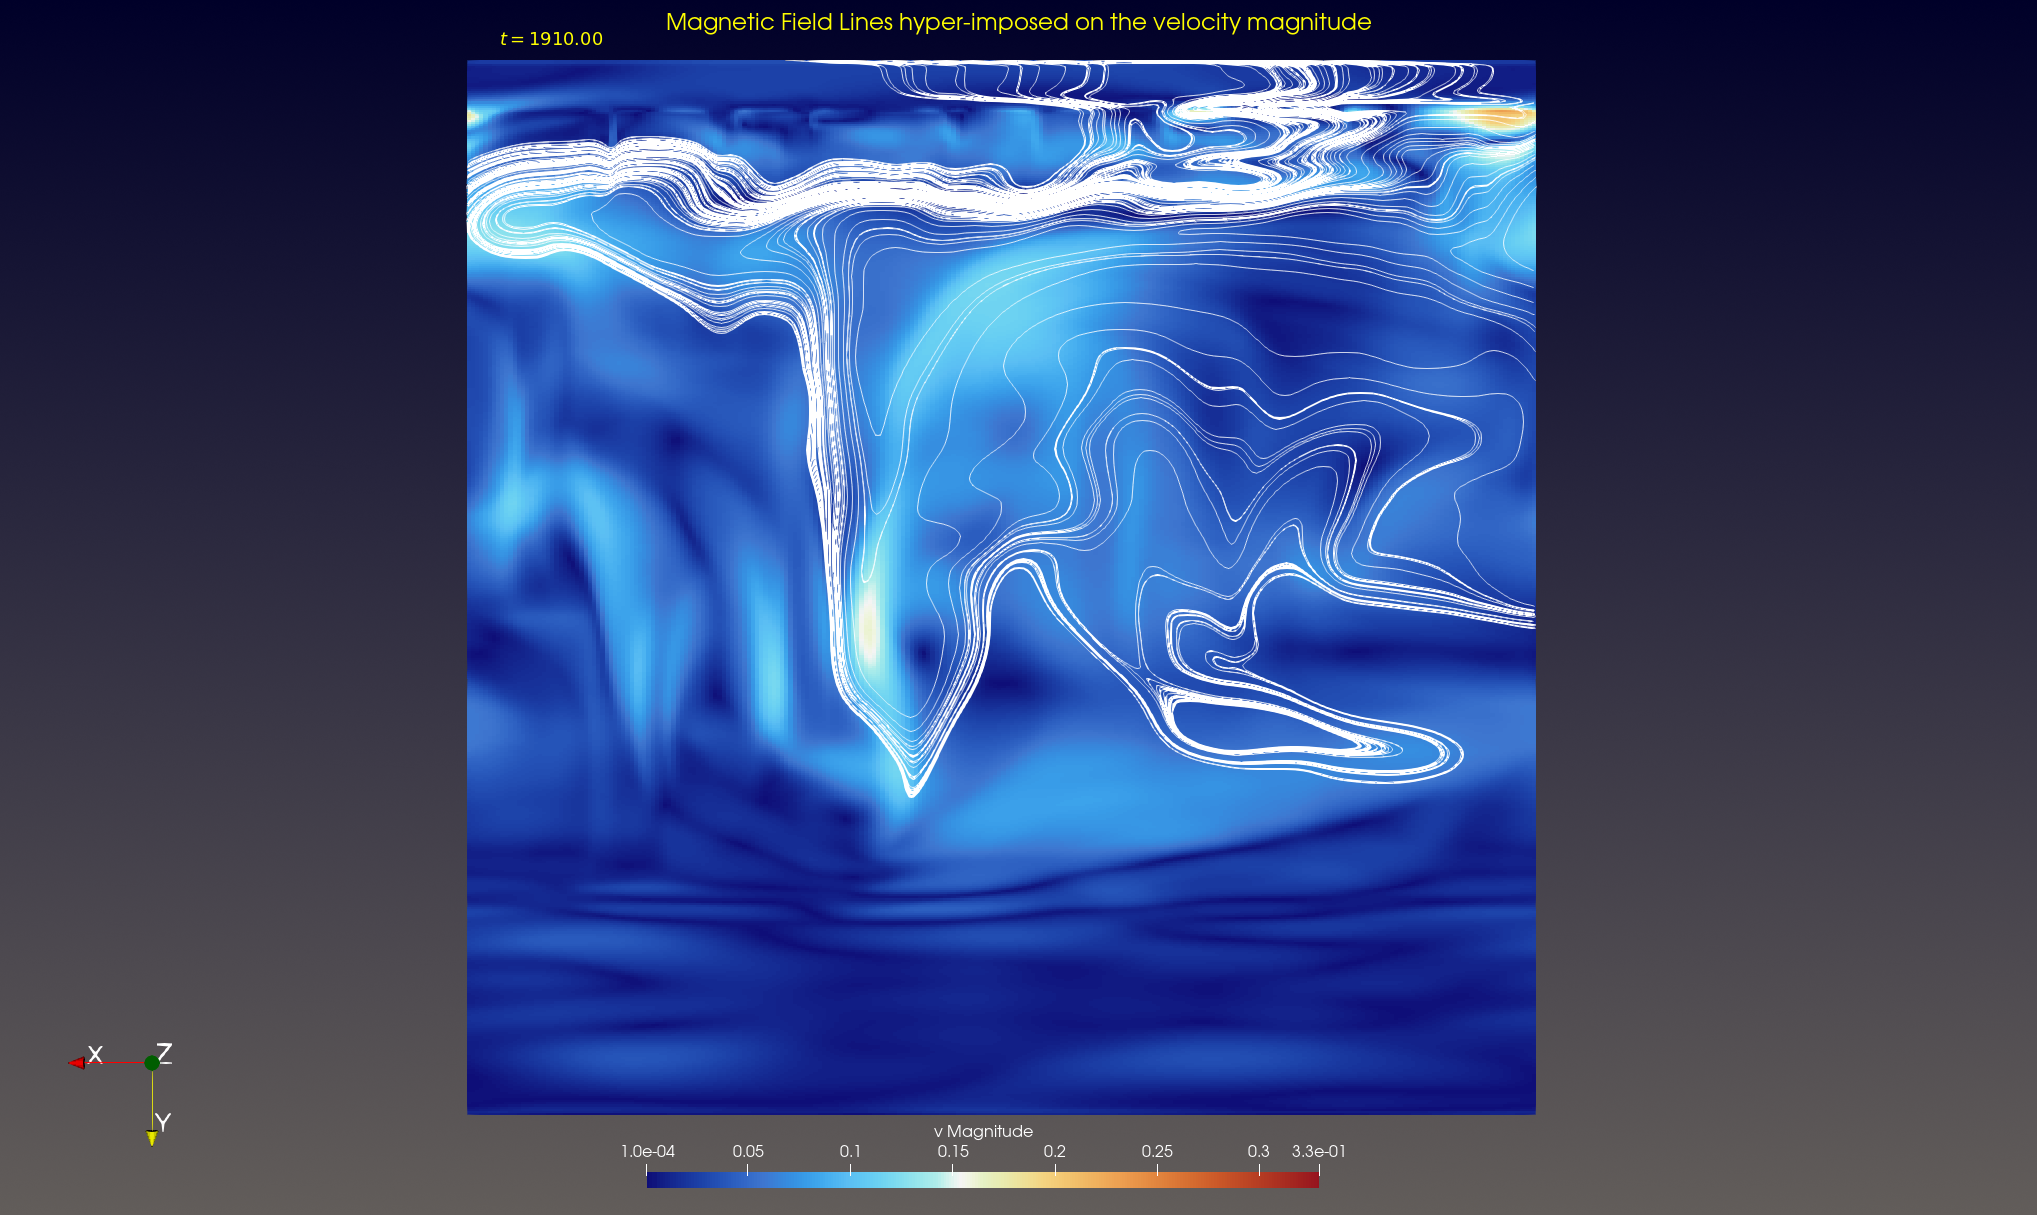 Magnetic Field Lines hyper-imposed on the velocity magnitude
t = 1910.00
X
Z
Y
v Magnitude
1.0e-04 0.05 0.1 0.15 0.2 0.25 0.3 3.3e-01